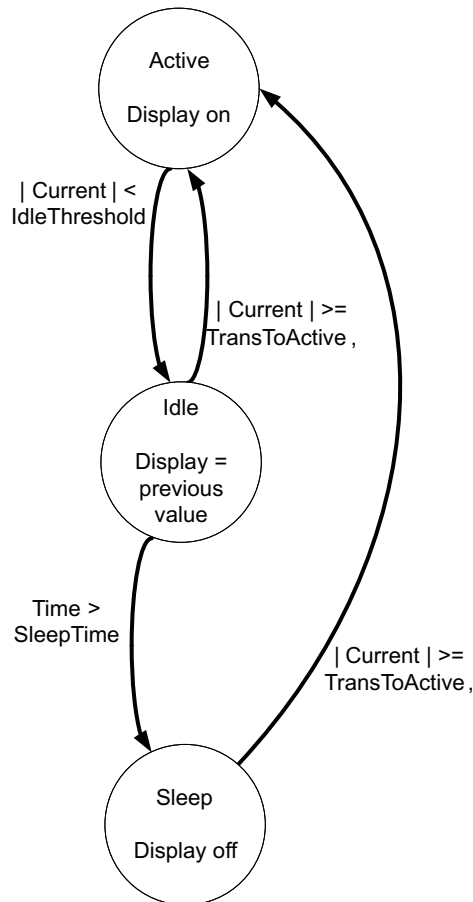 Active
Display on
| Current | <
IdleThreshold
| Current | >=
TransToActive ,
Idle
Display =
previous
value
Time >
SleepTime
| Current | >=
TransToActive ,
Sleep
Display off